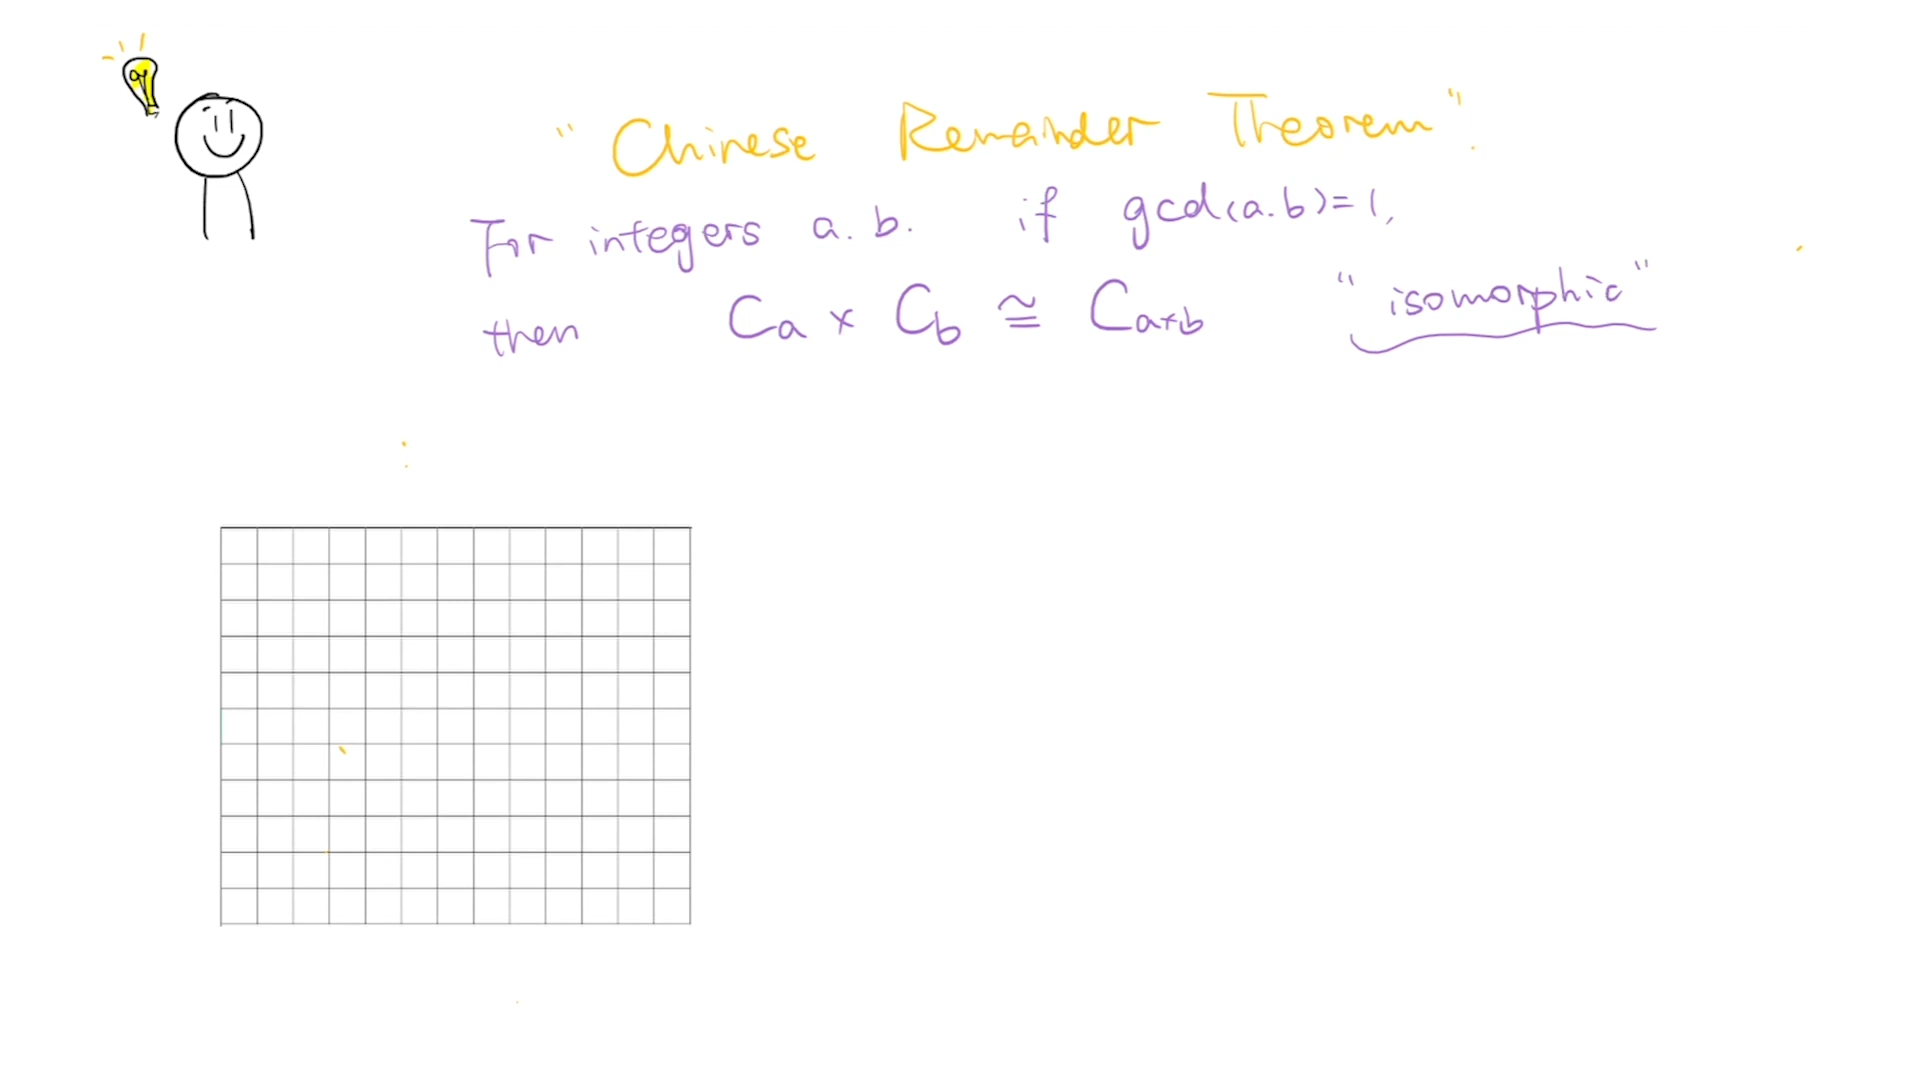 "Chinese Remainder Theorem".
For integers a. b. if gcd(a.b)=1,
then Ca × Cb ≅ Ca×b "isomorphic"